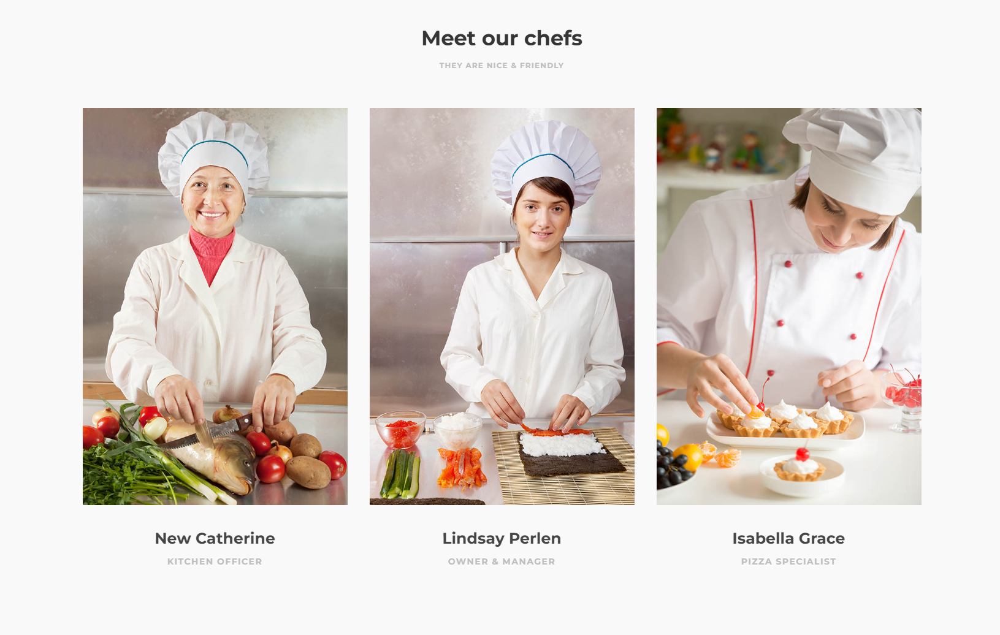 Meet our chefs
THEY ARE NICE & FRIENDLY
New Catherine
KITCHEN OFFICER
Lindsay Perlen
OWNER & MANAGER
Isabella Grace
PIZZA SPECIALIST